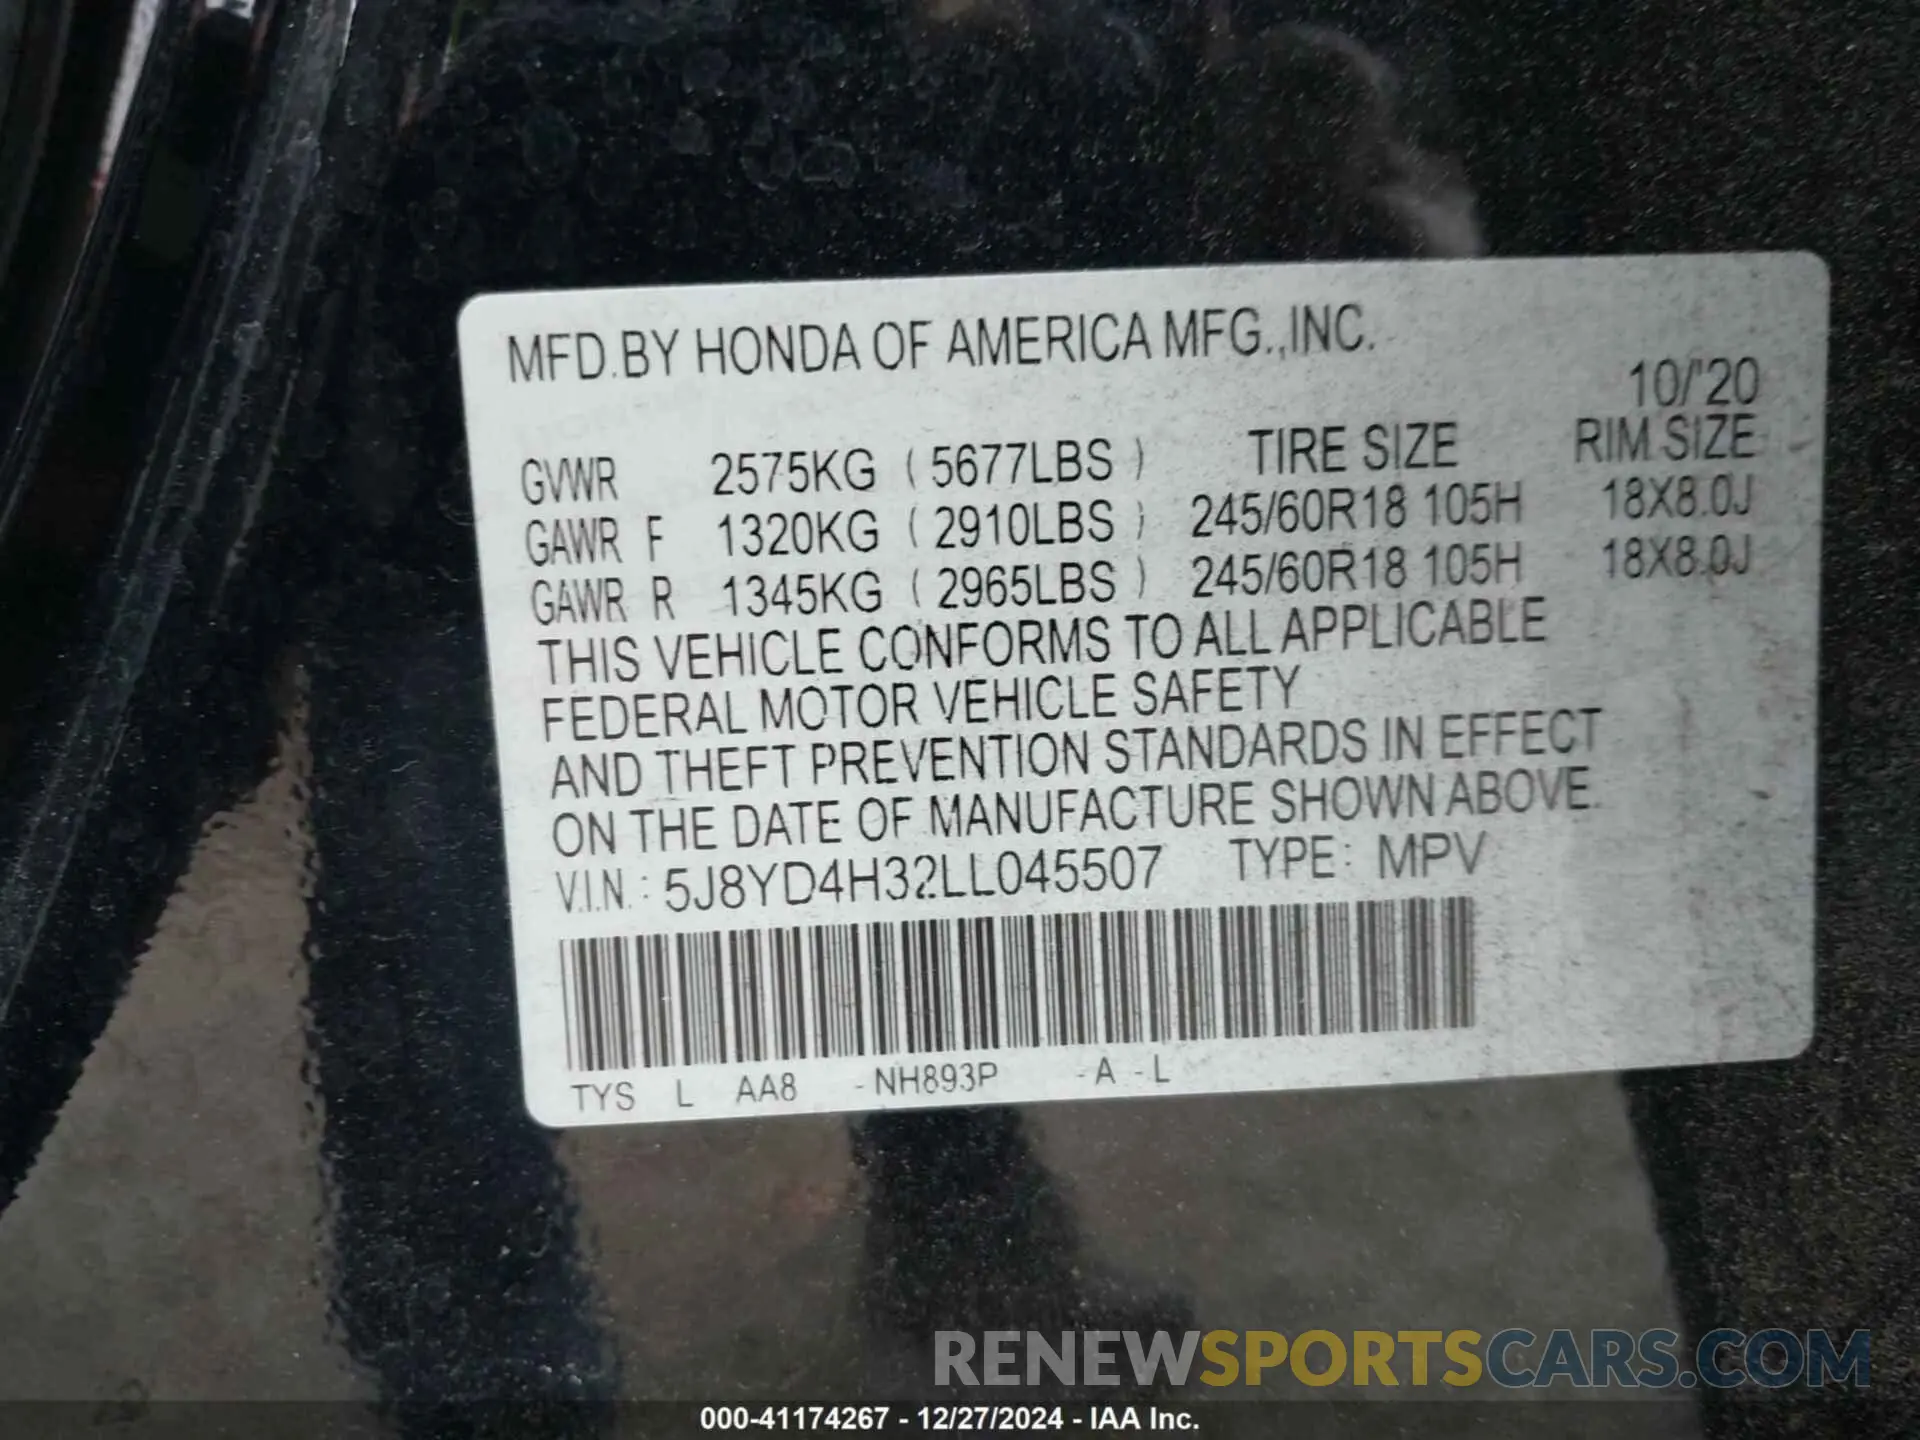 MFD.BY HONDA OF AMERICA MFG.,INC.
10/'20
GVWR 2575KG ( 5677LBS ) TIRE SIZE RIM SIZE
GAWR F 1320KG ( 2910LBS ) 245/60R18 105H 18X8.0J
GAWR R 1345KG ( 2965LBS ) 245/60R18 105H 18X8.0J
THIS VEHICLE CONFORMS TO ALL APPLICABLE
FEDERAL MOTOR VEHICLE SAFETY
AND THEFT PREVENTION STANDARDS IN EFFECT
ON THE DATE OF MANUFACTURE SHOWN ABOVE.
V.I.N.: 5J8YD4H32LL045507 TYPE: MPV
TYS L AA8 -NH893P -A -L
RENEWSPORTSCARS.COM
000-41174267 - 12/27/2024 - IAA Inc.